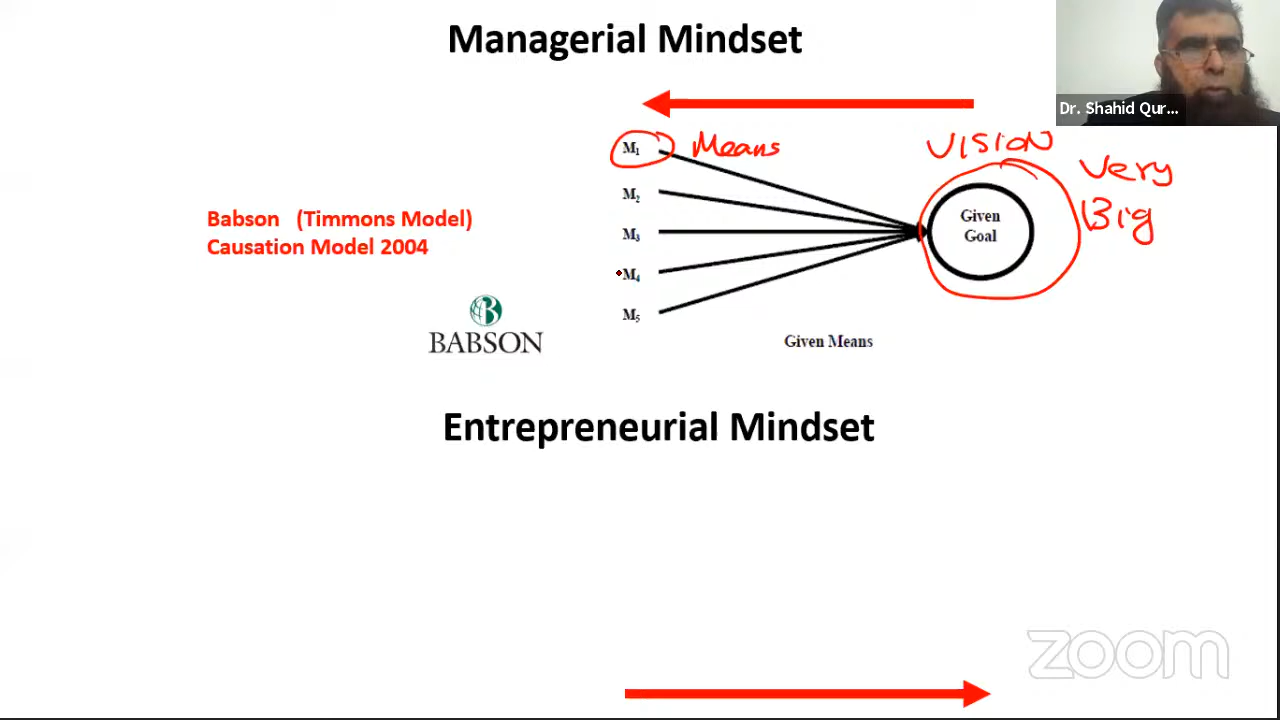 Managerial Mindset
Dr. Shahid Qur...
VISION
Very
Big
M1 Means
M2
M3
M4
M5
Given
Goal
Babson (Timmons Model)
Causation Model 2004
BABSON
Given Means
Entrepreneurial Mindset
zoom